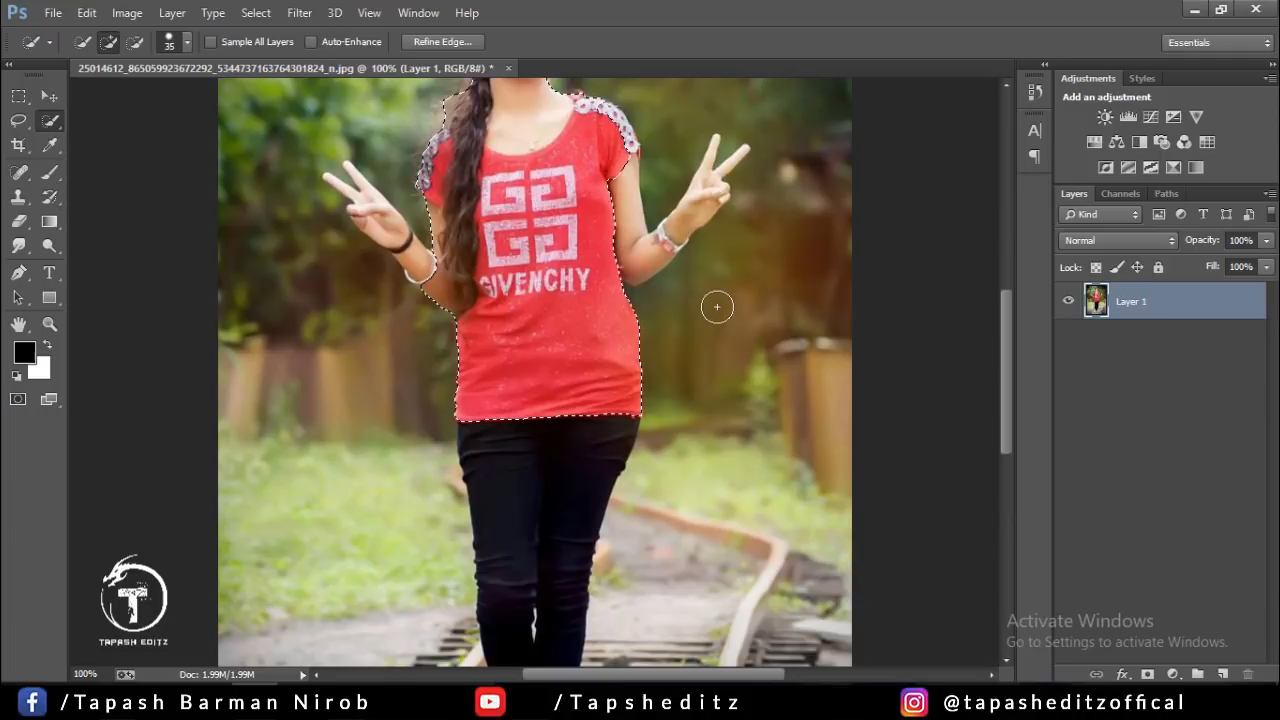 Ps File Edit Image Layer Type Select Filter 3D View Window Help
35 Sample All Layers Auto-Enhance Refine Edge... Essentials
25014612_865059923672292_5344737163764301824_n.jpg @ 100% (Layer 1, RGB/8#) * ×
Adjustments Styles
Add an adjustment
Layers Channels Paths
Kind
Normal Opacity: 100%
Lock: Fill: 100%
Layer 1
GIVENCHY
T
TAPASH EDITZ
Activate Windows
Go to Settings to activate Windows.
100% Doc: 1.99M/1.99M
/Tapash Barman Nirob /Tapsheditz @tapasheditzoffical